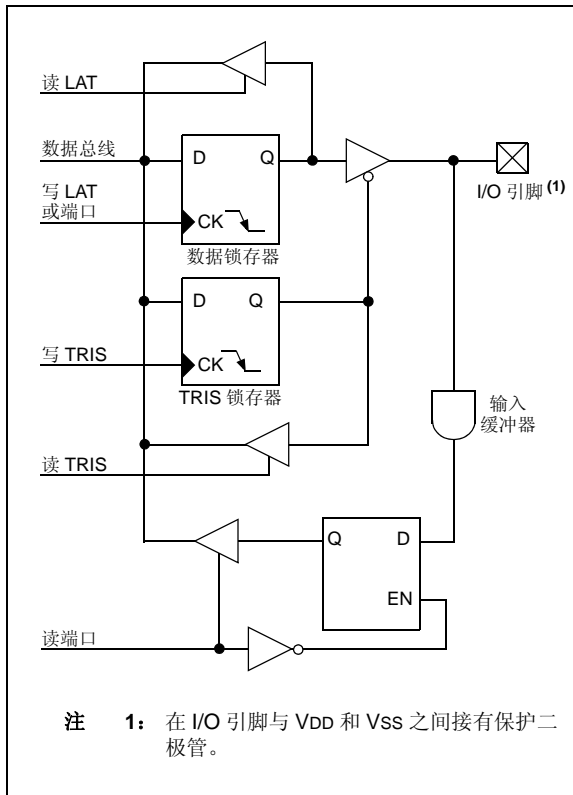 读 LAT
数据总线
D Q
I/O 引脚(1)
写 LAT
或端口
CK
数据锁存器
D Q
写 TRIS
CK
TRIS 锁存器
输入
缓冲器
读 TRIS
Q D
EN
读端口
注 1: 在 I/O 引脚与 VDD 和 VSS 之间接有保护二
极管。